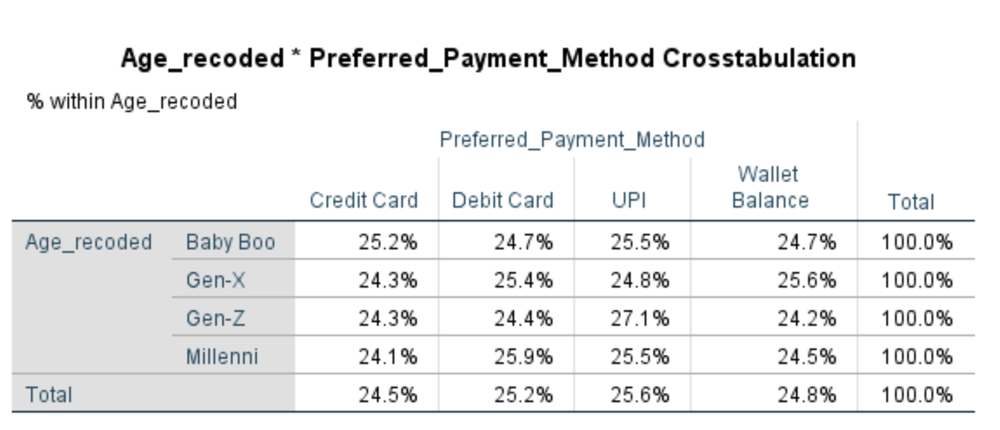 Age_recoded * Preferred_Payment_Method Crosstabulation
% within Age_recoded
Preferred_Payment_Method
Credit Card Debit Card UPI Wallet Balance Total
Age_recoded Baby Boo 25.2% 24.7% 25.5% 24.7% 100.0%
Gen-X 24.3% 25.4% 24.8% 25.6% 100.0%
Gen-Z 24.3% 24.4% 27.1% 24.2% 100.0%
Millenni 24.1% 25.9% 25.5% 24.5% 100.0%
Total 24.5% 25.2% 25.6% 24.8% 100.0%